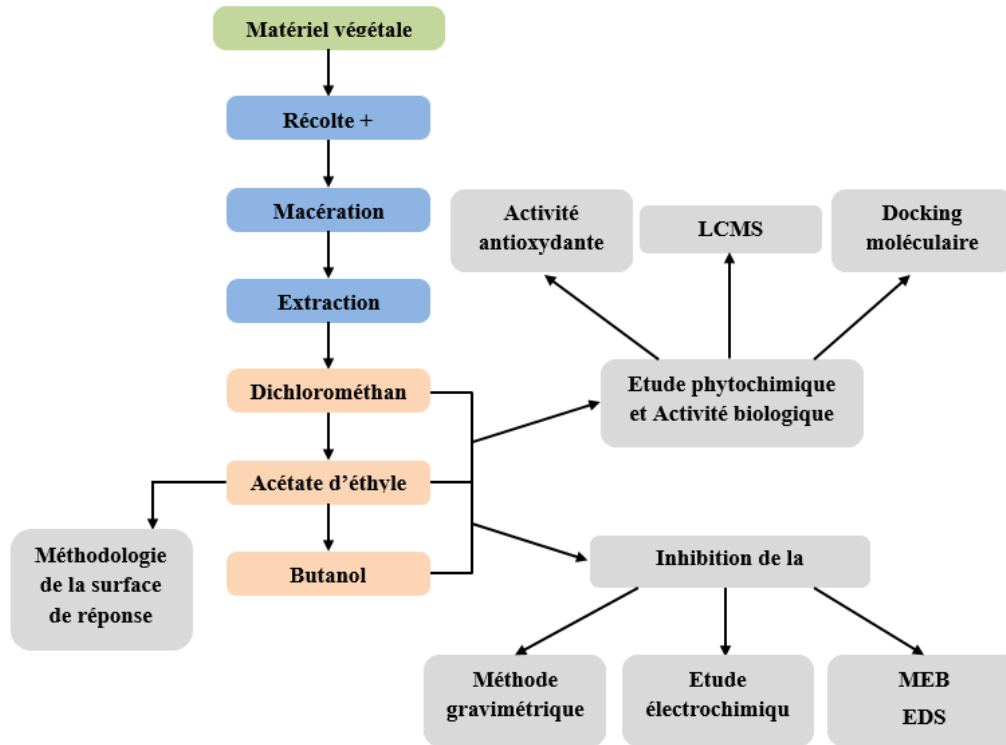 Matériel végétale
Récolte +
Macération
Extraction
Dichlorométhan
Acétate d'éthyle
Butanol
Méthodologie
de la surface
de réponse
Activité
antioxydante
LCMS
Docking
moléculaire
Etude phytochimique
et Activité biologique
Inhibition de la
Méthode
gravimétrique
Etude
électrochimiqu
MEB
EDS